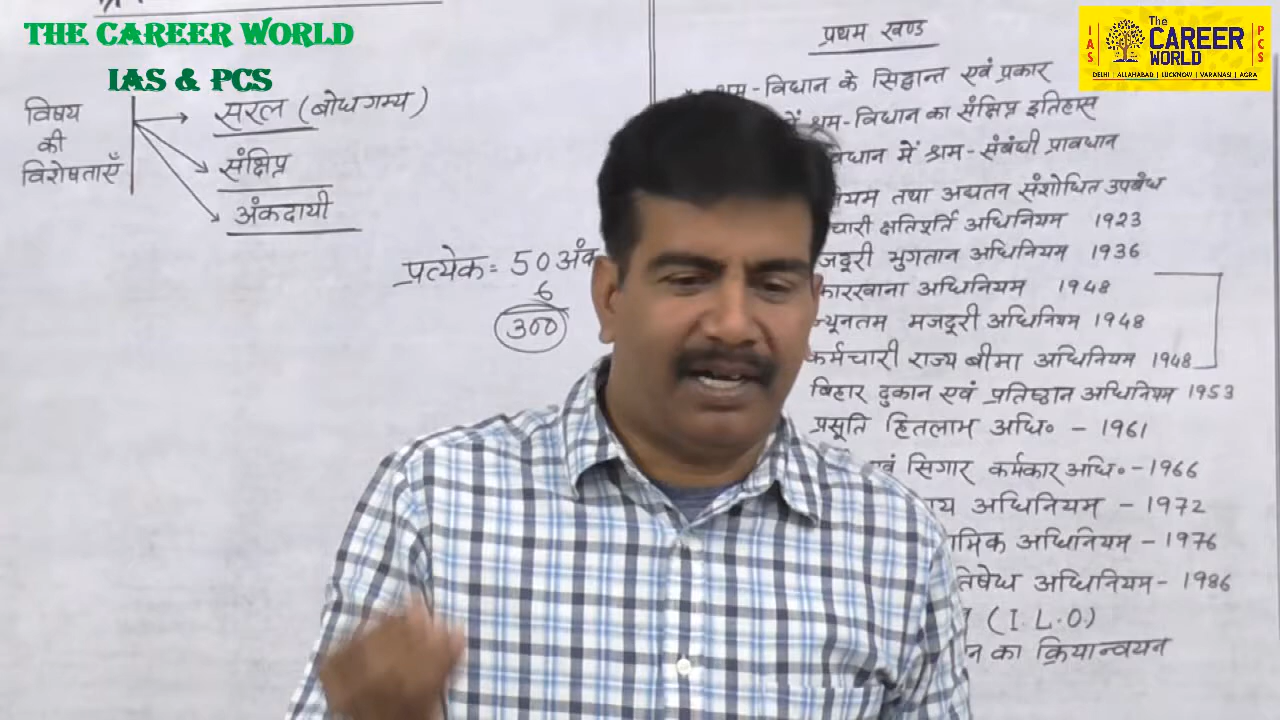 THE CAREER WORLD
IAS & PCS
विषय
की
विशेषताएँ
सरल (बोधगम्य)
संक्षिप्त
अंकदायी
प्रत्येक = 50 अंक
6
300
प्रथम खण्ड
श्रम-विधान के सिद्धान्त एवं प्रकार
में श्रम-विधान का संक्षिप्त इतिहास
में श्रम-संबंधी प्रावधान
तथा अद्यतन संशोधित उपबंध
क्षतिपूर्ति अधिनियम 1923
भुगतान अधिनियम 1936
कारखाना अधिनियम 1948
न्यूनतम मजदूरी अधिनियम 1948
कर्मचारी राज्य बीमा अधिनियम 1948
बिहार दुकान एवं प्रतिष्ठान अधिनियम 1953
प्रसूति हितलाभ अधि॰ - 1961
एवं सिगार कर्मकार अधि॰ - 1966
अधिनियम - 1972
अधिनियम - 1976
अधिनियम - 1986
(I.L.O.)
का क्रियान्वयन
IAS
The
CAREER
WORLD
PCS
DELHI | ALLAHABAD | LUCKNOW | VARANASI | AGRA